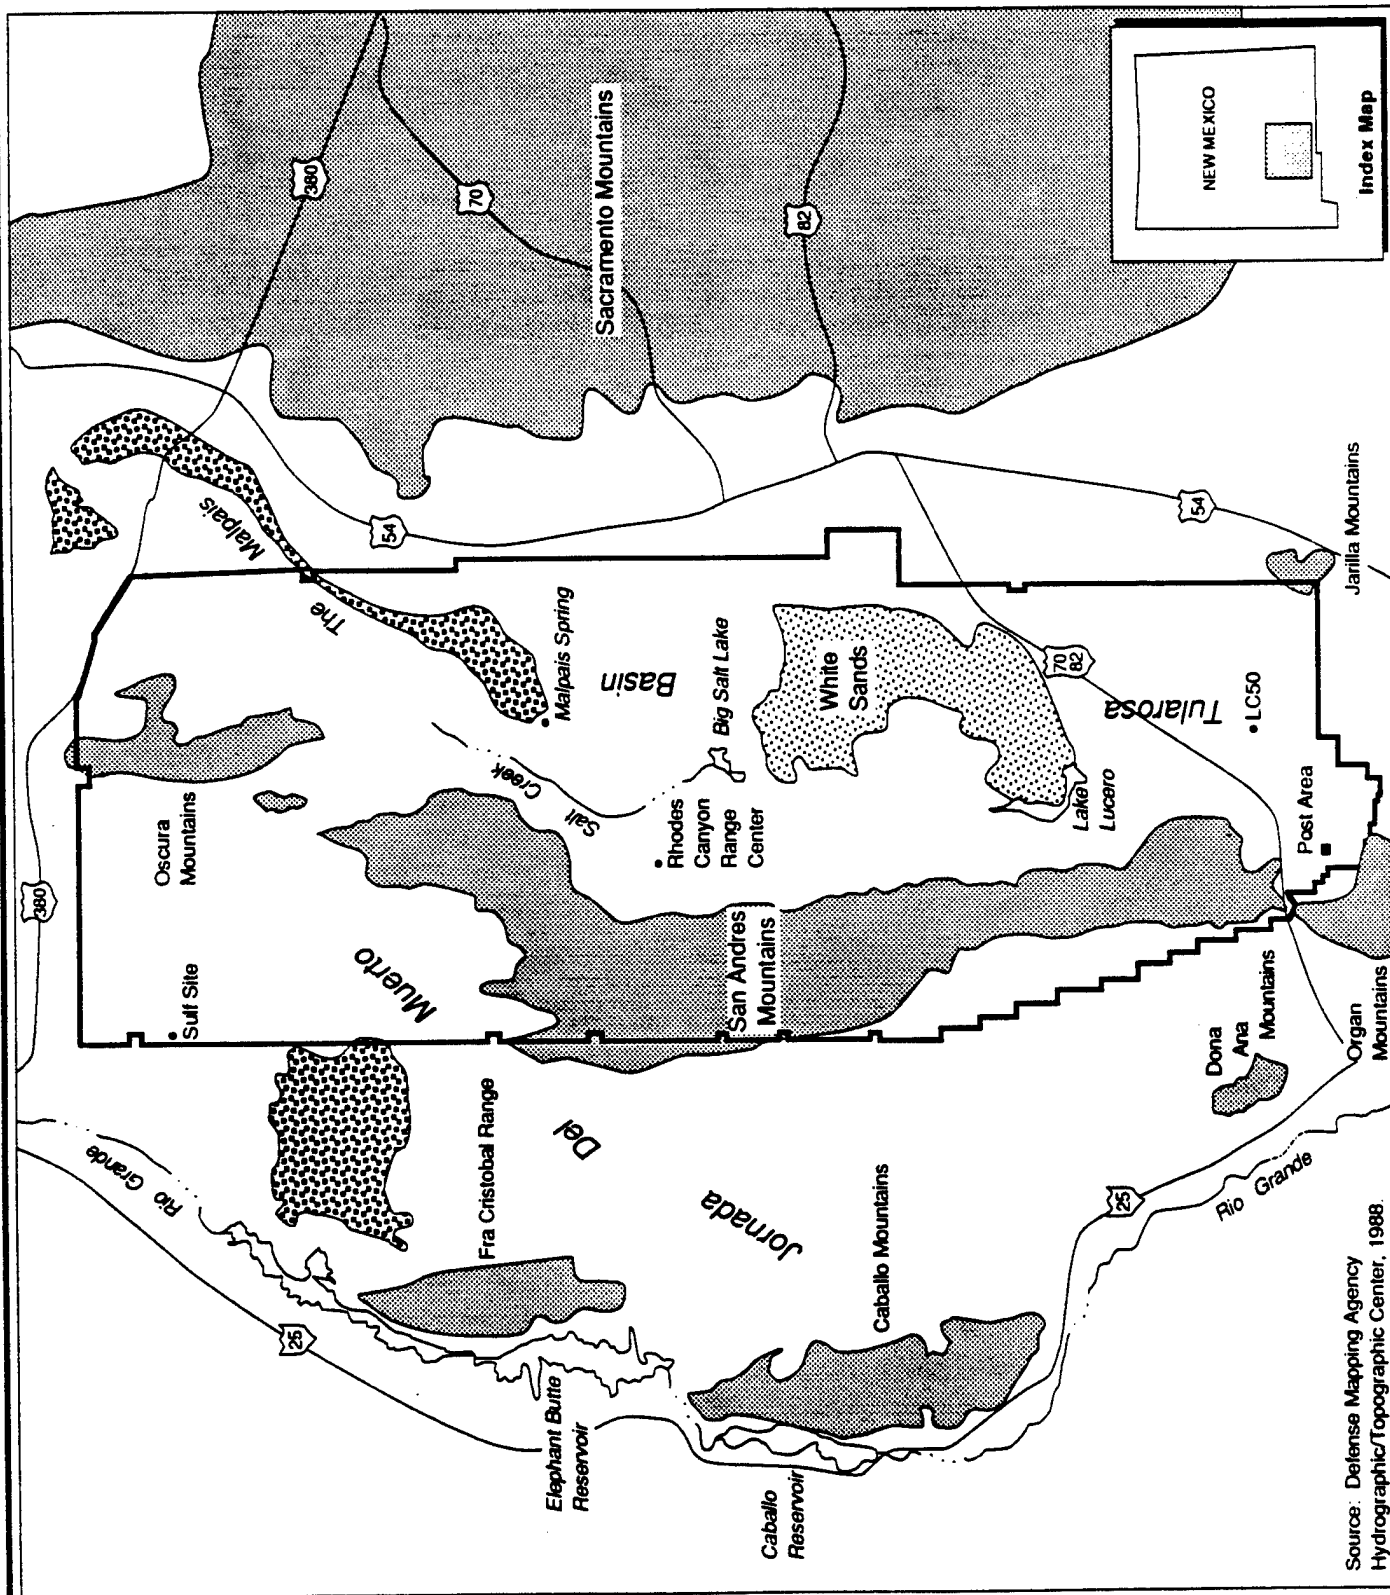 380
70
Sacramento Mountains
82
NEW MEXICO
Index Map
The
Malpais
54
54
Jarilla Mountains
Malpais Spring
Basin
Big Salt Lake
White
Sands
70
82
Tularosa
LC50
Oscura
Mountains
Salt Creek
Rhodes
Canyon
Range
Center
Lake
Lucero
Post Area
380
Sulf Site
Muerto
San Andres
Mountains
Dona
Ana
Mountains
Organ
Mountains
Rio Grande
Fra Cristobal Range
Del
Jornada
Caballo Mountains
25
Rio Grande
25
Elephant Butte
Reservoir
Caballo
Reservoir
Source: Defense Mapping Agency
Hydrographic/Topographic Center, 1988.